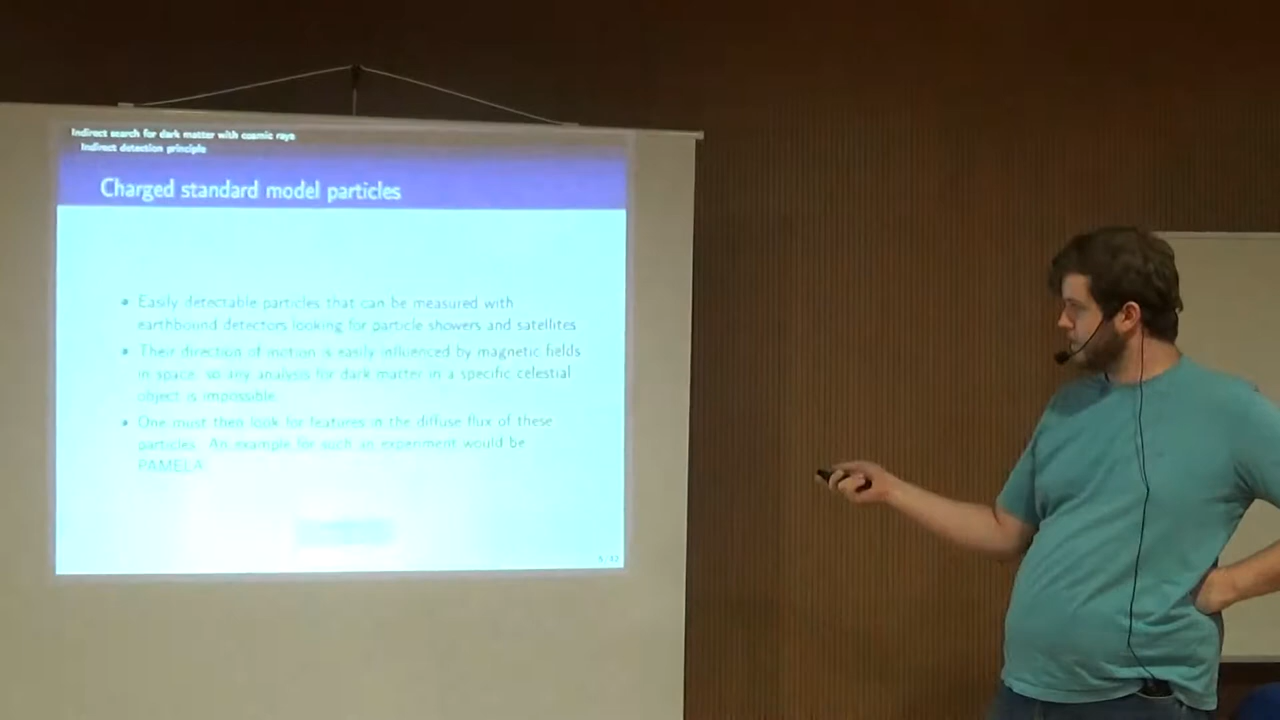 Indirect search for dark matter with cosmic rays
Indirect detection principle
Charged standard model particles
Easily detectable particles that can be measured with
earthbound detectors looking for particle showers and satellites
Their direction of motion is easily influenced by magnetic fields
in space, so any analysis for dark matter in a specific celestial
object is impossible.
One must then look for features in the diffuse flux of these
particles. An example for such an experiment would be
PAMELA.